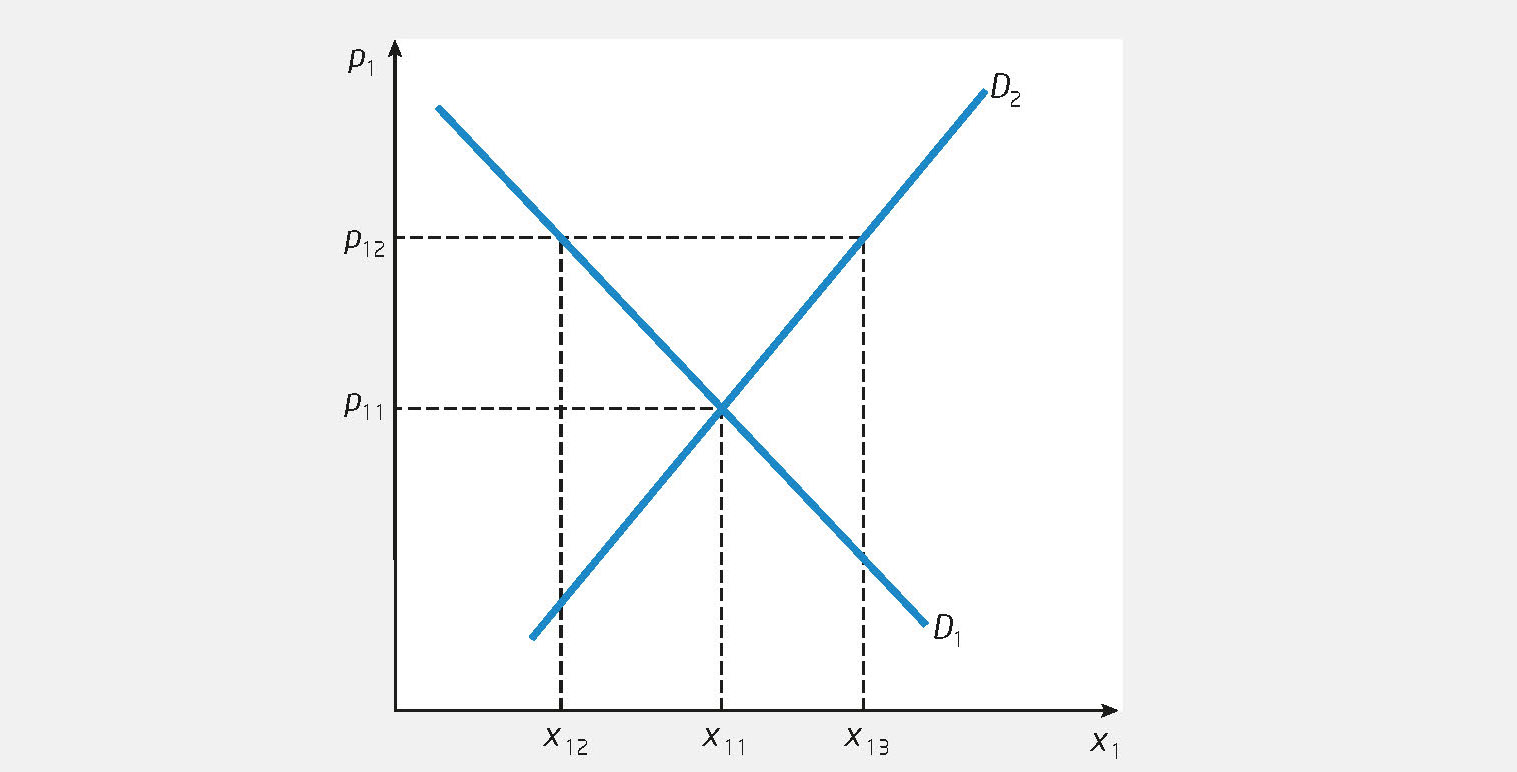 p₁
D₂
p₁₂
p₁₁
D₁
x₁₂ x₁₁ x₁₃ x₁